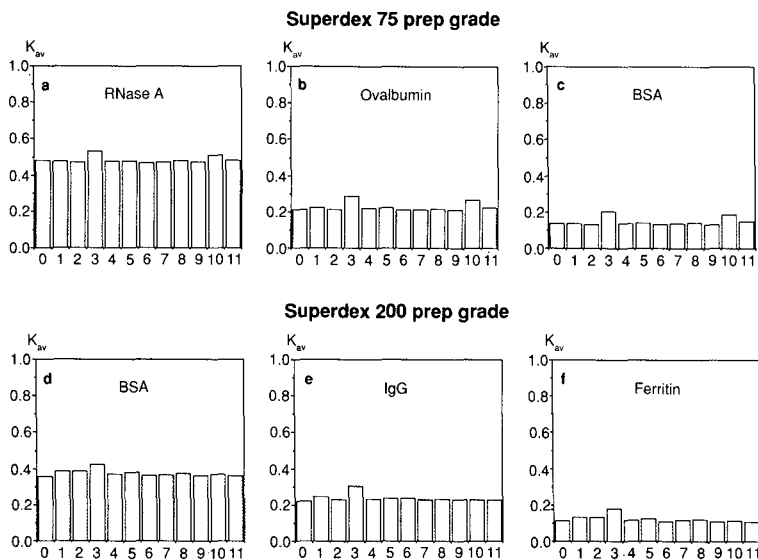 Superdex 75 prep grade
K_av K_av K_av
a RNase A
b Ovalbumin
c BSA
1.0 1.0 1.0
0.8 0.8 0.8
0.6 0.6 0.6
0.4 0.4 0.4
0.2 0.2 0.2
0.0 0.0 0.0
0 1 2 3 4 5 6 7 8 9 10 11
0 1 2 3 4 5 6 7 8 9 10 11
0 1 2 3 4 5 6 7 8 9 10 11
Superdex 200 prep grade
K_av K_av K_av
d BSA
e IgG
f Ferritin
1.0 1.0 1.0
0.8 0.8 0.8
0.6 0.6 0.6
0.4 0.4 0.4
0.2 0.2 0.2
0.0 0.0 0.0
0 1 2 3 4 5 6 7 8 9 10 11
0 1 2 3 4 5 6 7 8 9 10 11
0 1 2 3 4 5 6 7 8 9 10 11